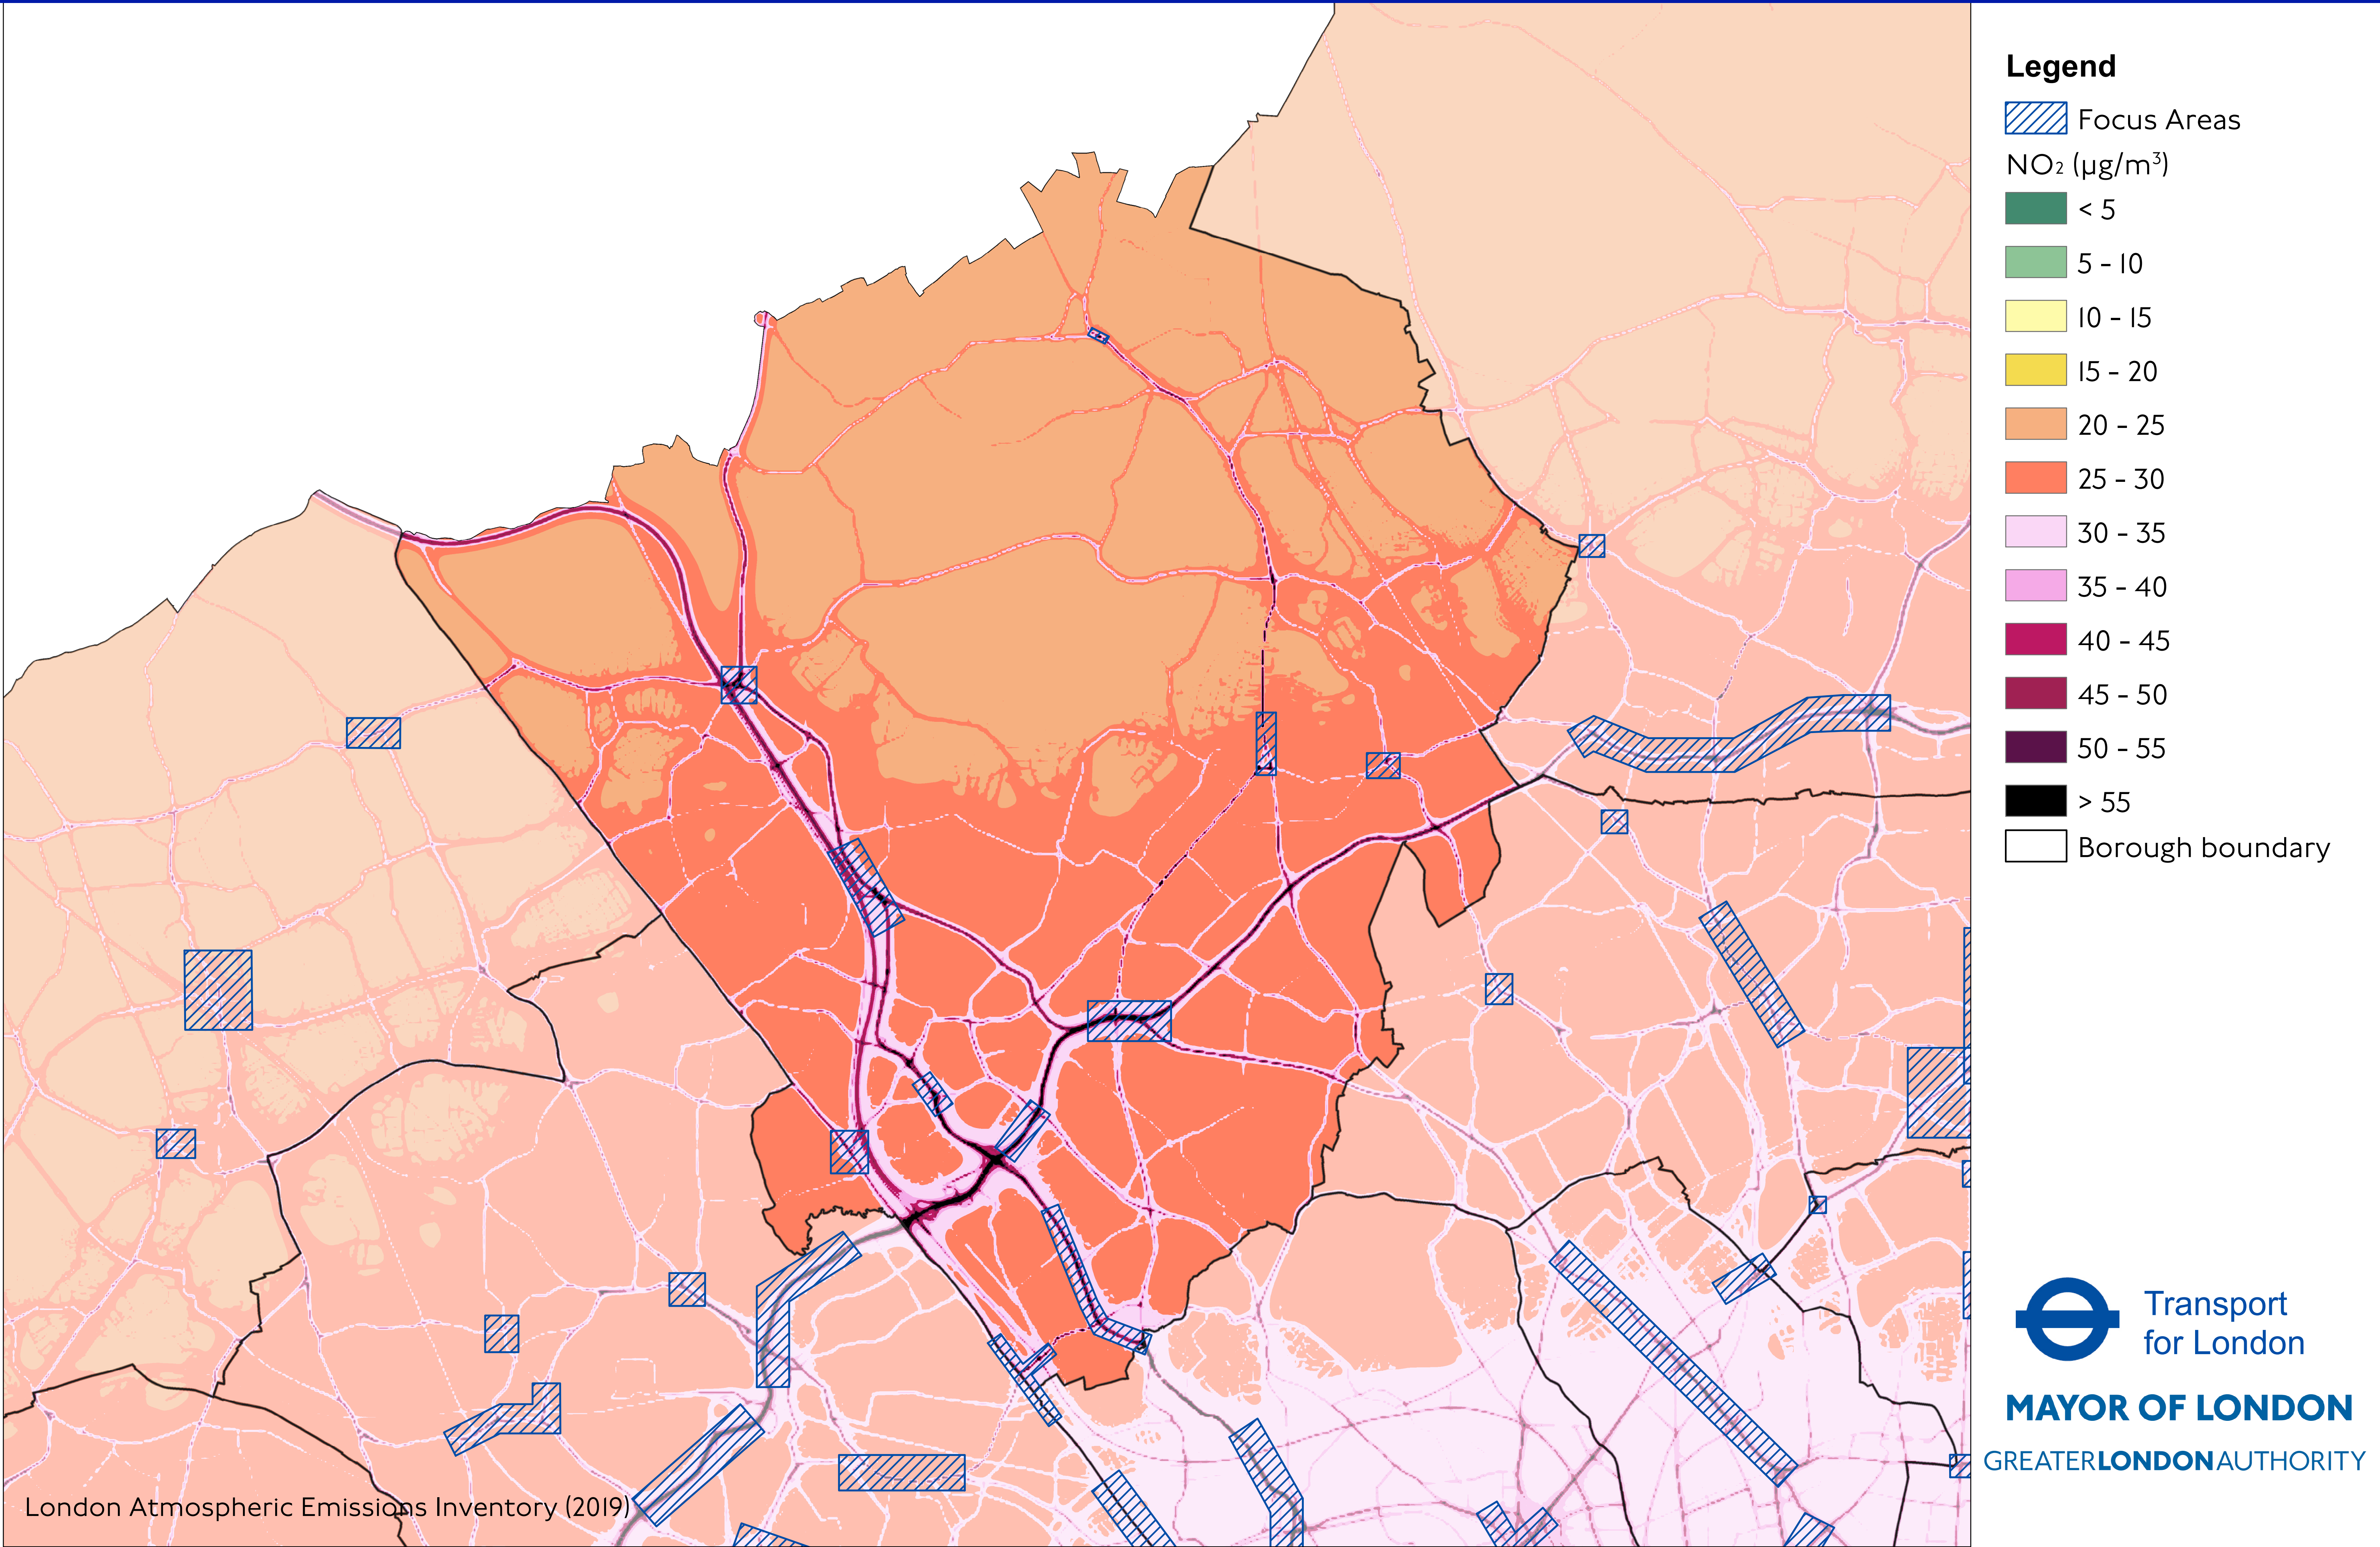 Legend
Focus Areas
NO₂ (µg/m³)
< 5
5 - 10
10 - 15
15 - 20
20 - 25
25 - 30
30 - 35
35 - 40
40 - 45
45 - 50
50 - 55
> 55
Borough boundary
Transport
for London
MAYOR OF LONDON
GREATERLONDONAUTHORITY
London Atmospheric Emissions Inventory (2019)